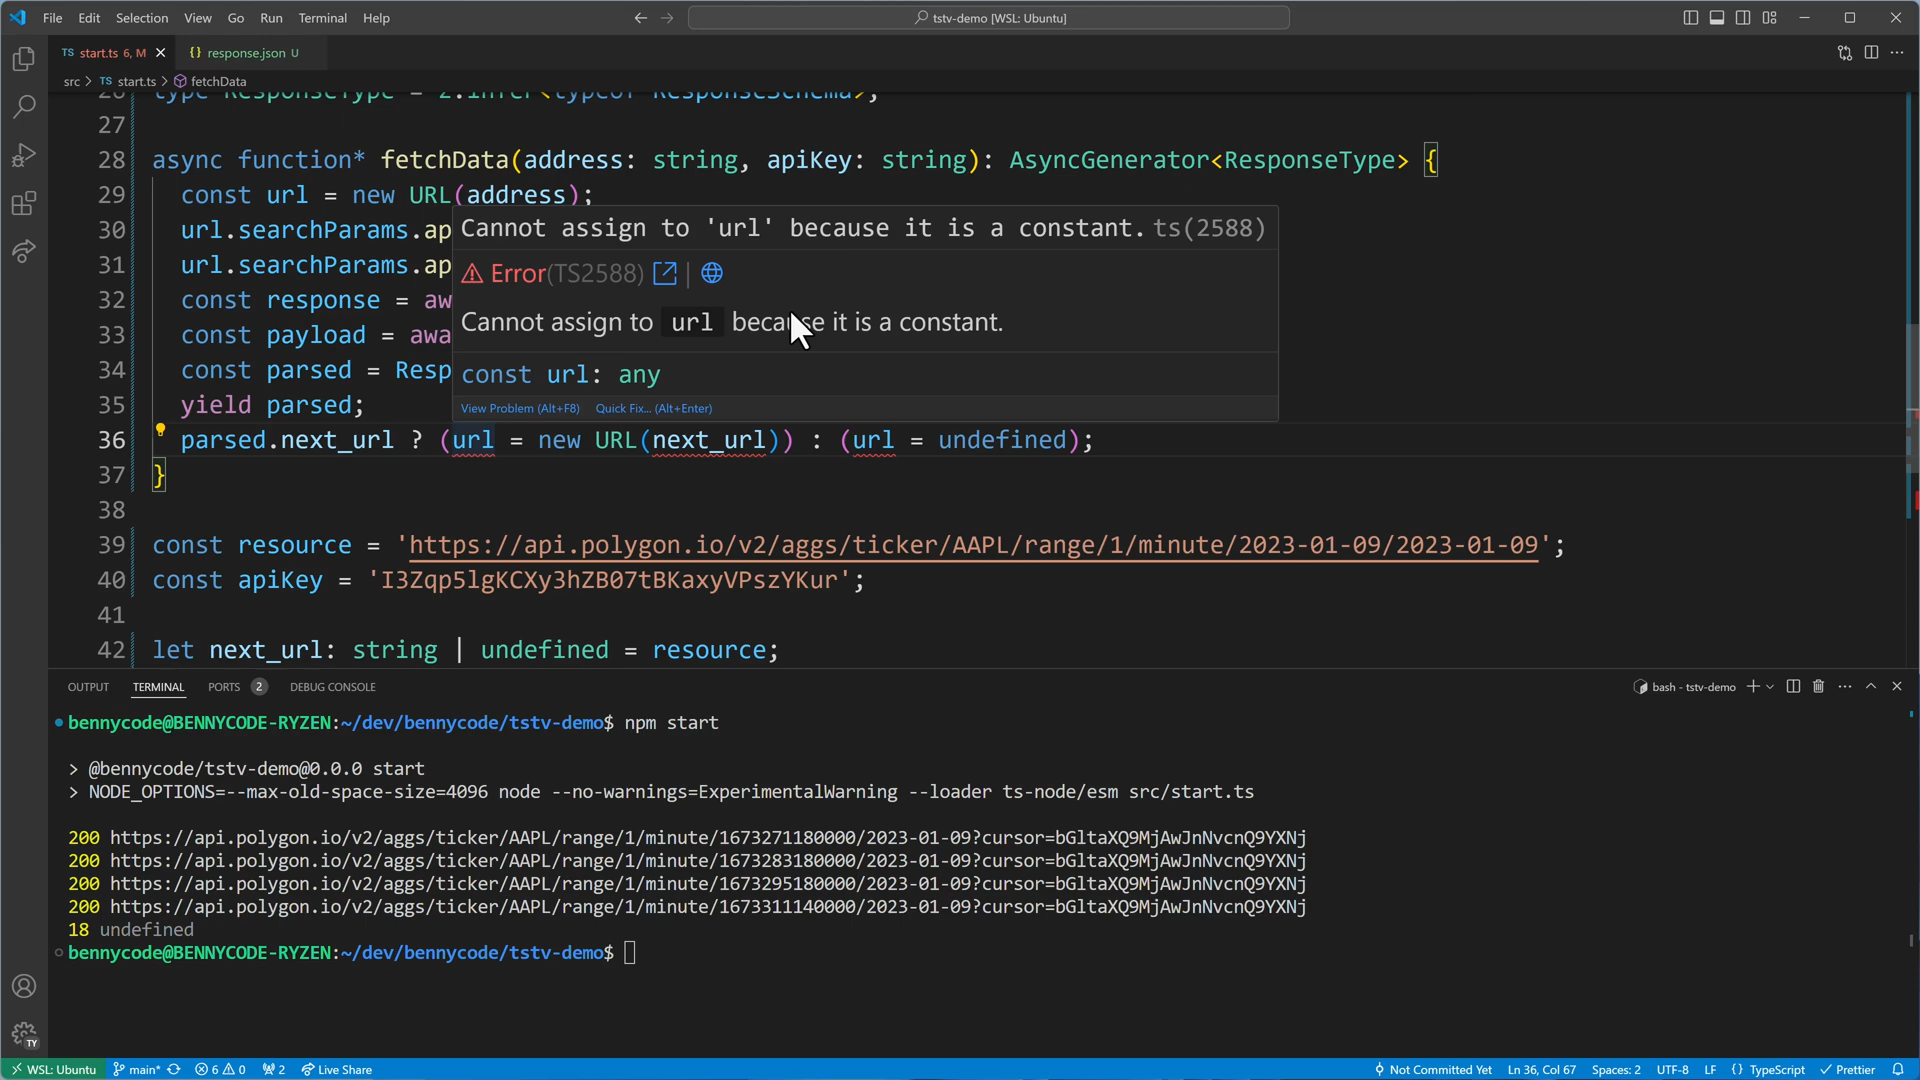 File Edit Selection View Go Run Terminal Help
tstv-demo [WSL: Ubuntu]
TS start.ts 6, M
{} response.json U
src > TS start.ts > fetchData
26 type ResponseType = z.infer<typeof ResponseSchema>;
27
28 async function* fetchData(address: string, apiKey: string): AsyncGenerator<ResponseType> {
29 const url = new URL(address);
30 url.searchParams.ap
31 url.searchParams.ap
32 const response = aw
33 const payload = awa
34 const parsed = Resp
35 yield parsed;
Cannot assign to 'url' because it is a constant. ts(2588)
Error(TS2588) |
Cannot assign to url because it is a constant.
const url: any
View Problem (Alt+F8) Quick Fix... (Alt+Enter)
36 parsed.next_url ? (url = new URL(next_url)) : (url = undefined);
37 }
38
39 const resource = 'https://api.polygon.io/v2/aggs/ticker/AAPL/range/1/minute/2023-01-09/2023-01-09';
40 const apiKey = 'I3Zqp5lgKCXy3hZB07tBKaxyVPszYKur';
41
42 let next_url: string | undefined = resource;
OUTPUT TERMINAL PORTS 2 DEBUG CONSOLE
bash - tstv-demo
bennycode@BENNYCODE-RYZEN:~/dev/bennycode/tstv-demo$ npm start
> @bennycode/tstv-demo@0.0.0 start
> NODE_OPTIONS=--max-old-space-size=4096 node --no-warnings=ExperimentalWarning --loader ts-node/esm src/start.ts
200 https://api.polygon.io/v2/aggs/ticker/AAPL/range/1/minute/1673271180000/2023-01-09?cursor=bGltaXQ9MjAwJnNvcnQ9YXNj
200 https://api.polygon.io/v2/aggs/ticker/AAPL/range/1/minute/1673283180000/2023-01-09?cursor=bGltaXQ9MjAwJnNvcnQ9YXNj
200 https://api.polygon.io/v2/aggs/ticker/AAPL/range/1/minute/1673295180000/2023-01-09?cursor=bGltaXQ9MjAwJnNvcnQ9YXNj
200 https://api.polygon.io/v2/aggs/ticker/AAPL/range/1/minute/1673311140000/2023-01-09?cursor=bGltaXQ9MjAwJnNvcnQ9YXNj
18 undefined
bennycode@BENNYCODE-RYZEN:~/dev/bennycode/tstv-demo$
TY
WSL: Ubuntu main* 6 0 2 Live Share
Not Committed Yet Ln 36, Col 67 Spaces: 2 UTF-8 LF {} TypeScript Prettier